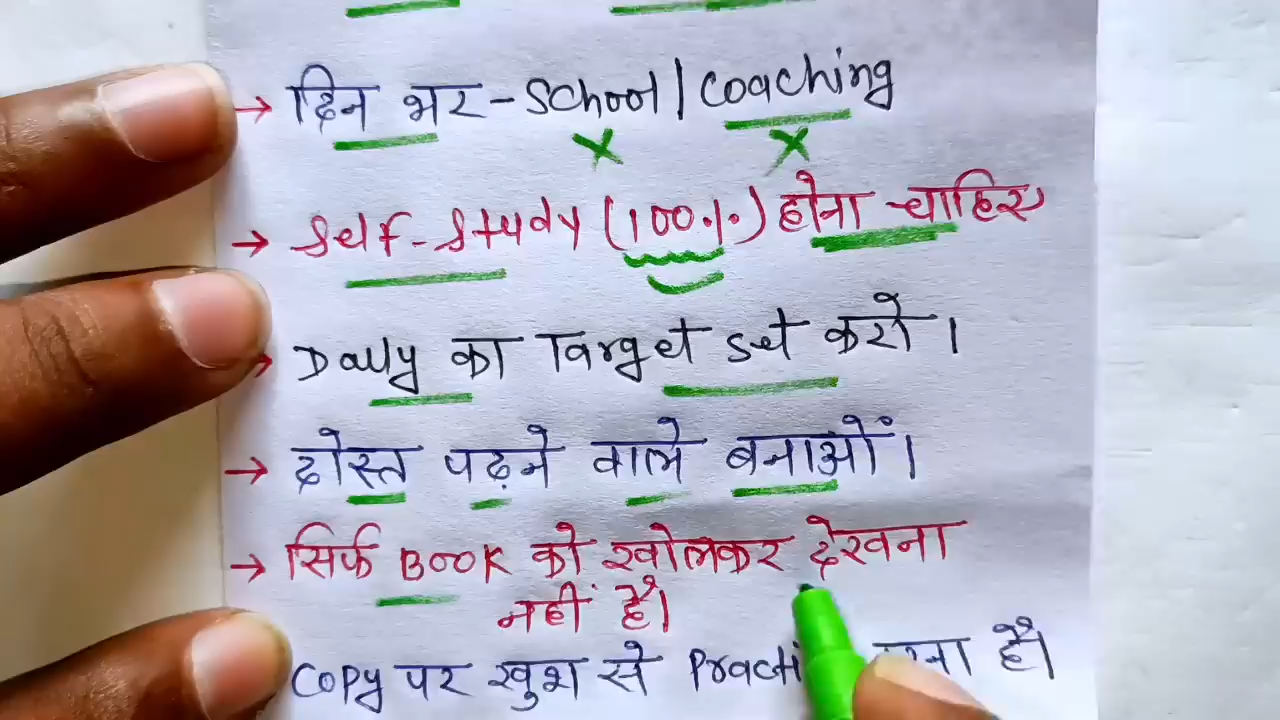 → दिन भर - School | Coaching
→ Self-Study (100%) होना चाहिए
→ Daily का Target Set करो ।
→ दोस्त पढ़ने वाले बनाओं ।
→ सिर्फ BOOK को खोलकर देखना
नहीं है ।
Copy पर खुश से है ।